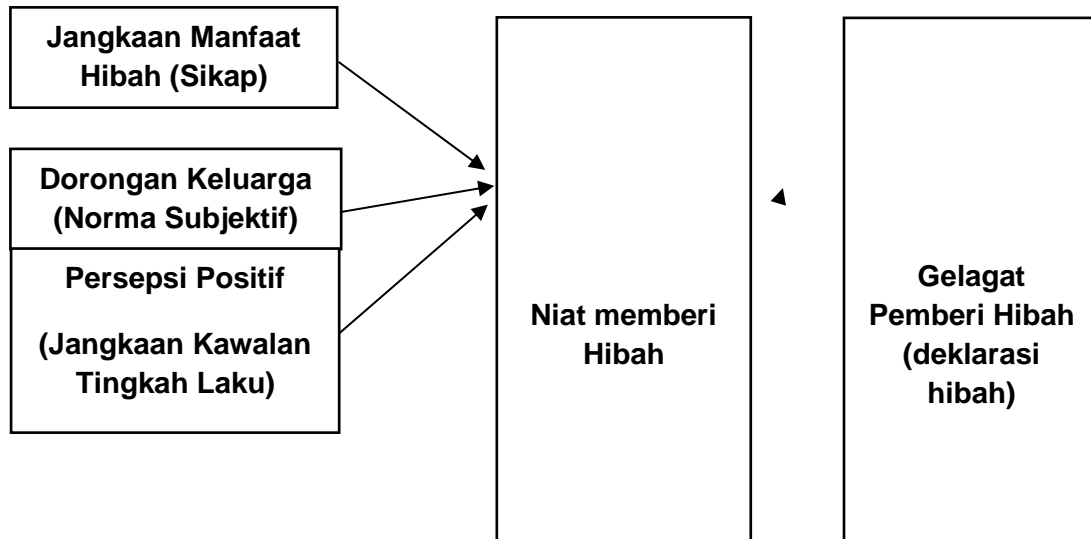 Jangkaan Manfaat
Hibah (Sikap)
Dorongan Keluarga
(Norma Subjektif)
Persepsi Positif
(Jangkaan Kawalan
Tingkah Laku)
Niat memberi
Hibah
Gelagat
Pemberi Hibah
(deklarasi
hibah)